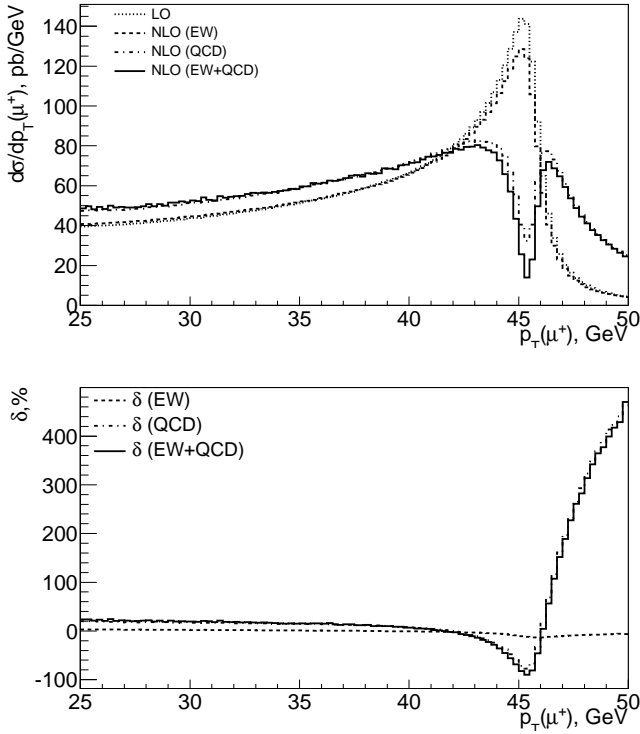 dσ/dp_T(μ⁺), pb/GeV
LO
NLO (EW)
NLO (QCD)
NLO (EW+QCD)
140
120
100
80
60
40
20
0
25 30 35 40 45 50
p_T(μ⁺), GeV
δ,%
δ (EW)
δ (QCD)
δ (EW+QCD)
400
300
200
100
0
-100
25 30 35 40 45 50
p_T(μ⁺), GeV